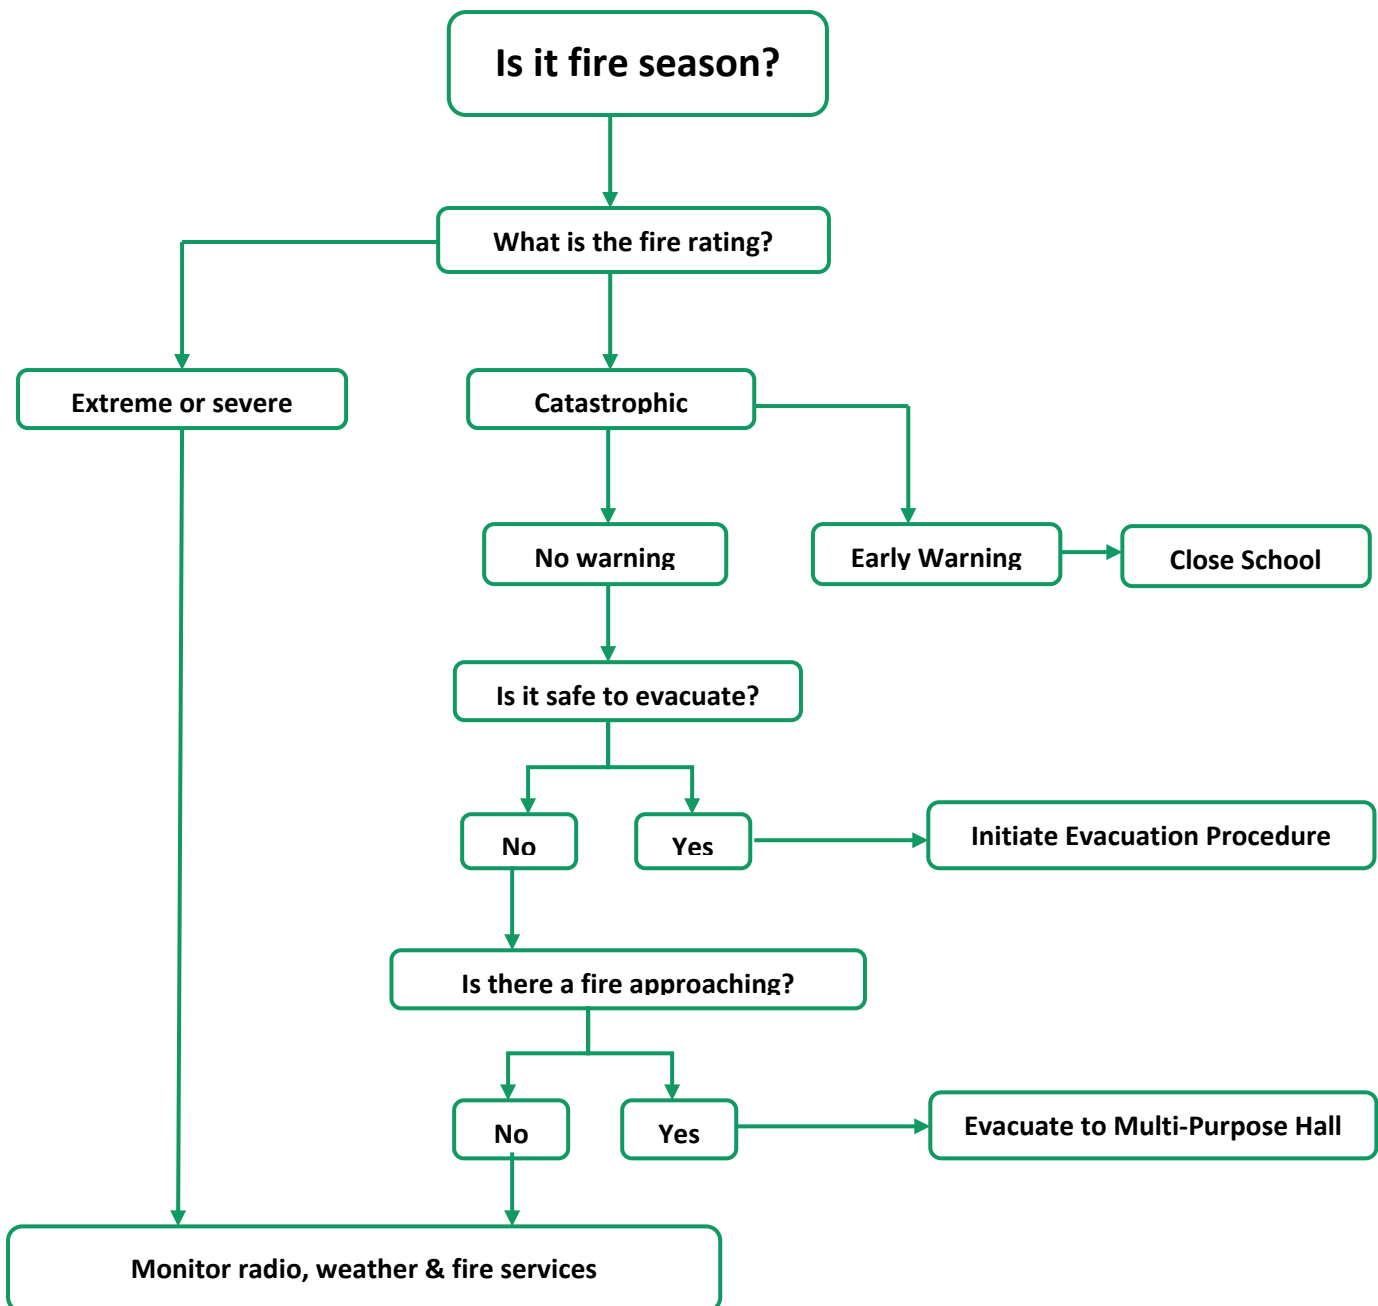 Is it fire season?
What is the fire rating?
Extreme or severe
Catastrophic
No warning
Early Warning
Close School
Is it safe to evacuate?
No
Yes
Initiate Evacuation Procedure
Is there a fire approaching?
No
Yes
Evacuate to Multi-Purpose Hall
Monitor radio, weather & fire services